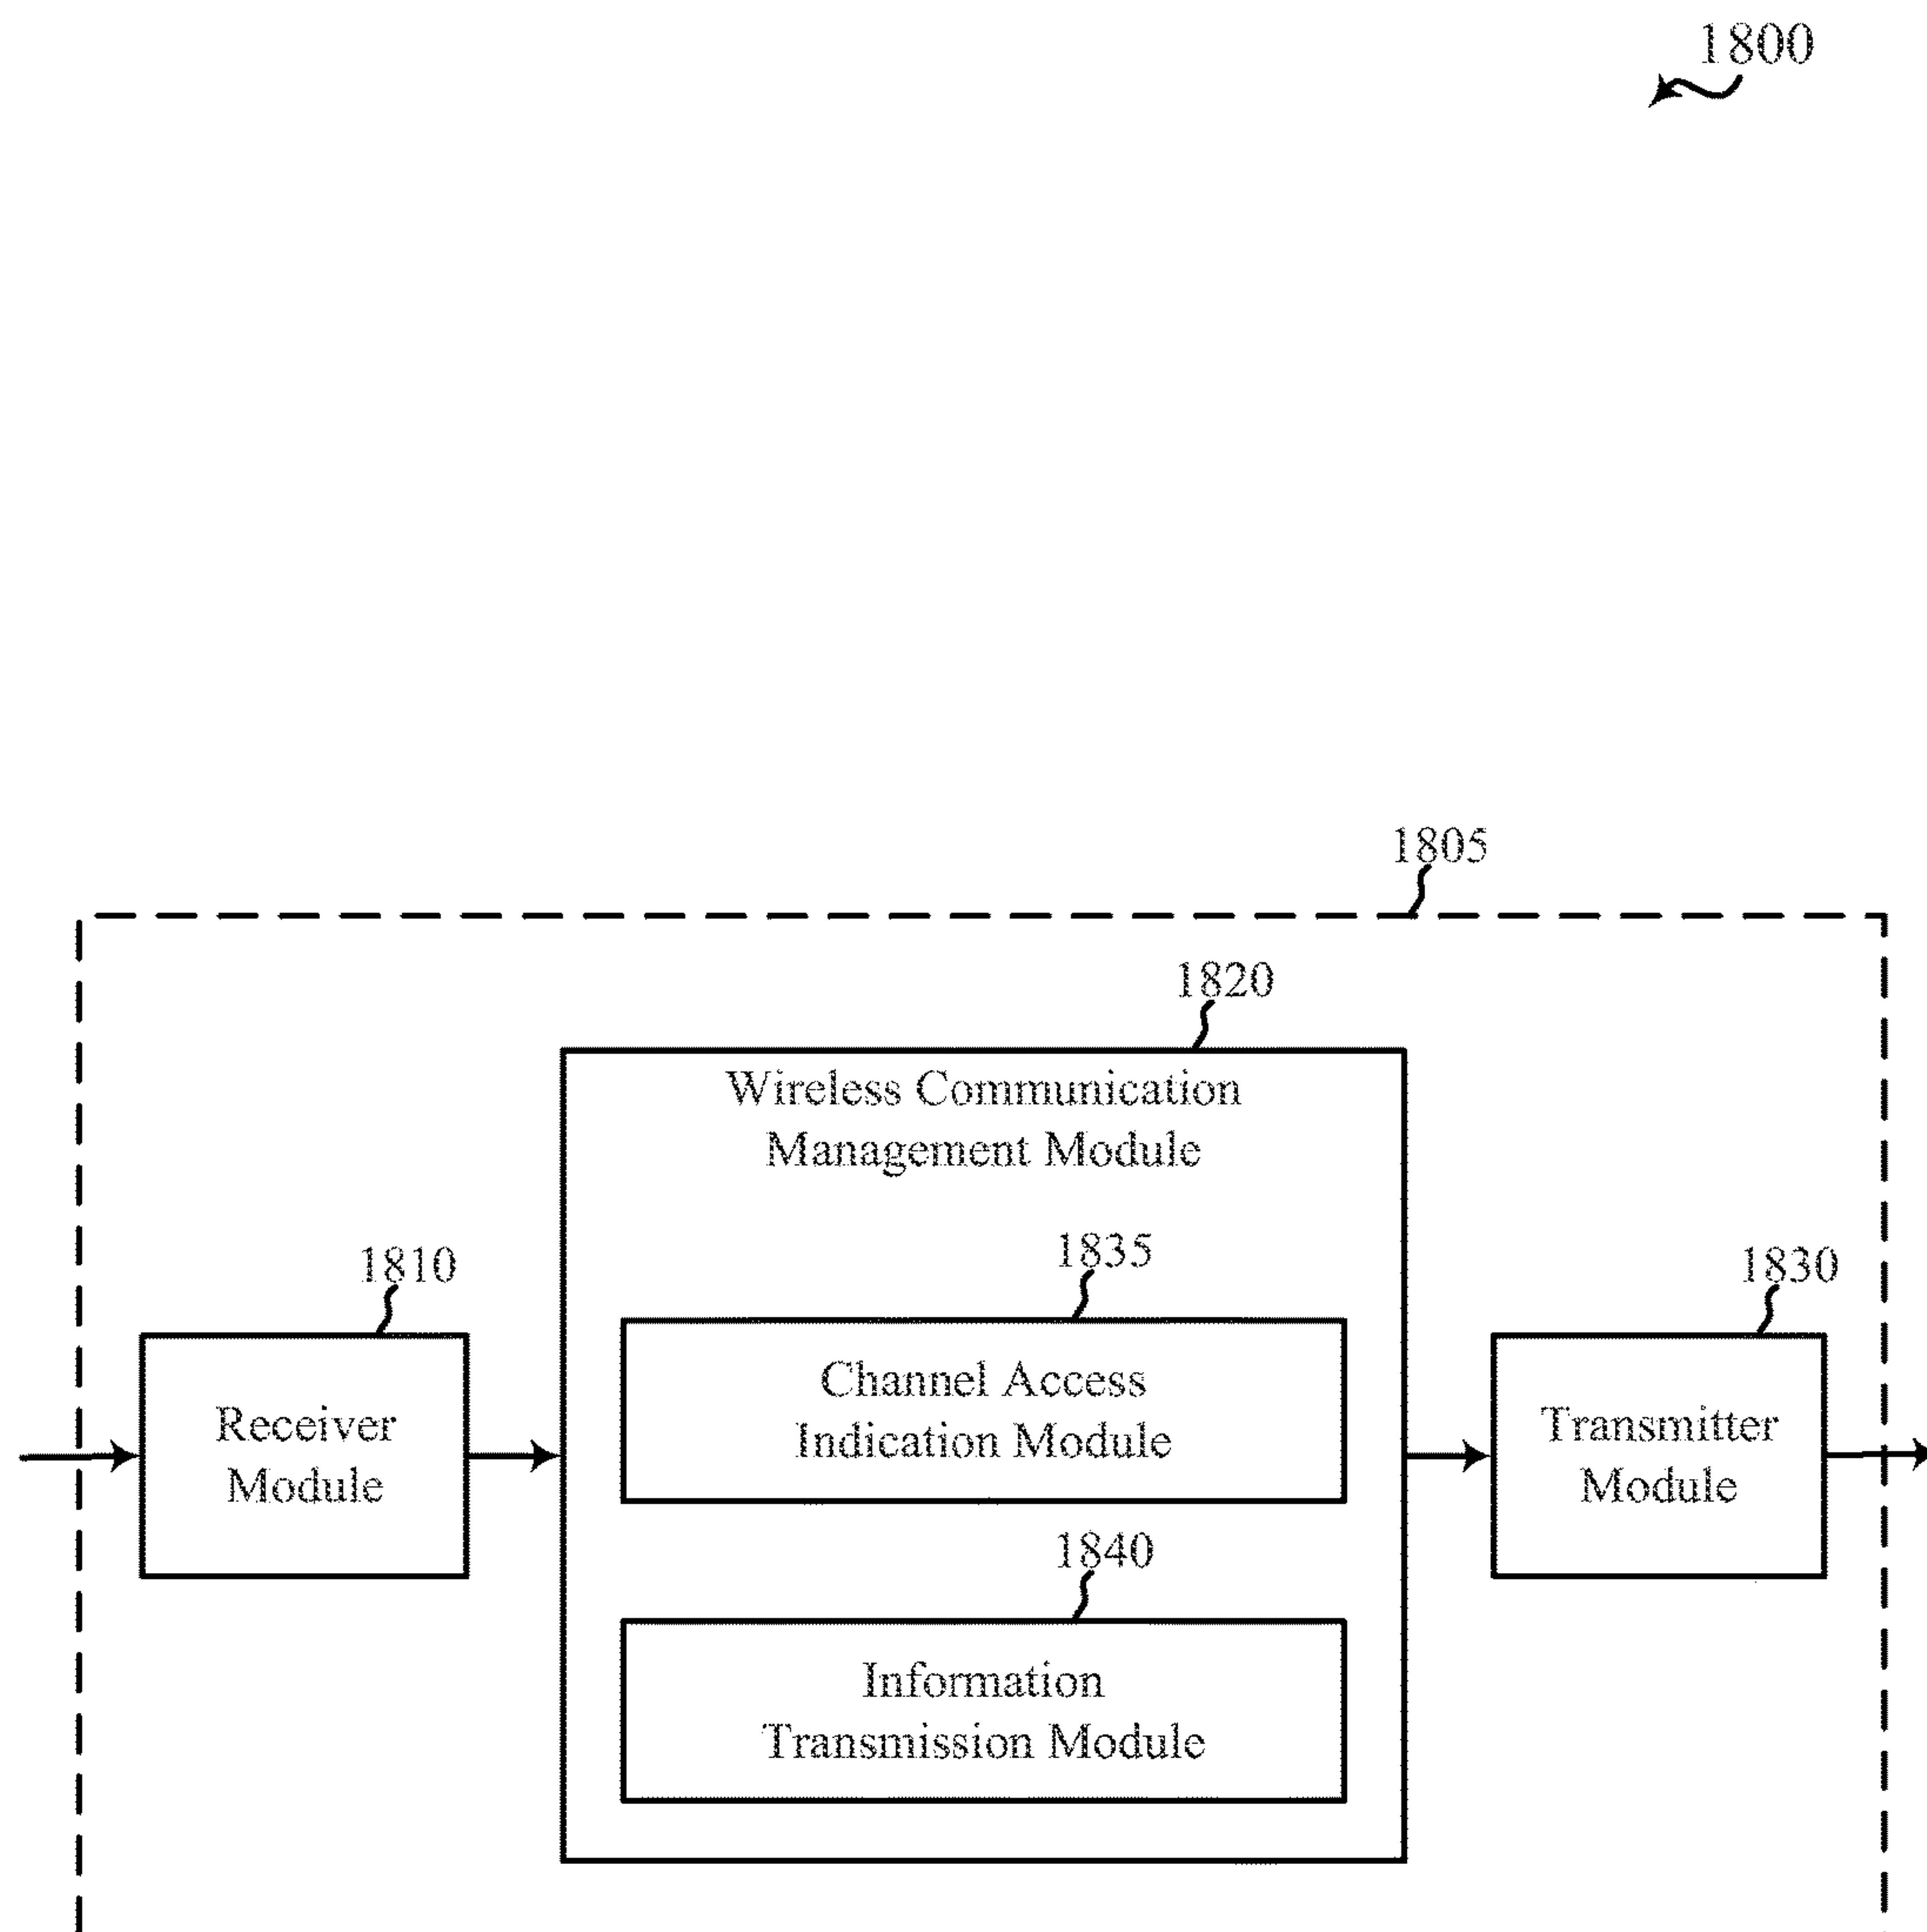 1800
1805
1820
Wireless Communication
Management Module
1810
1835
1830
Receiver
Module
Channel Access
Indication Module
Transmitter
Module
1840
Information
Transmission Module